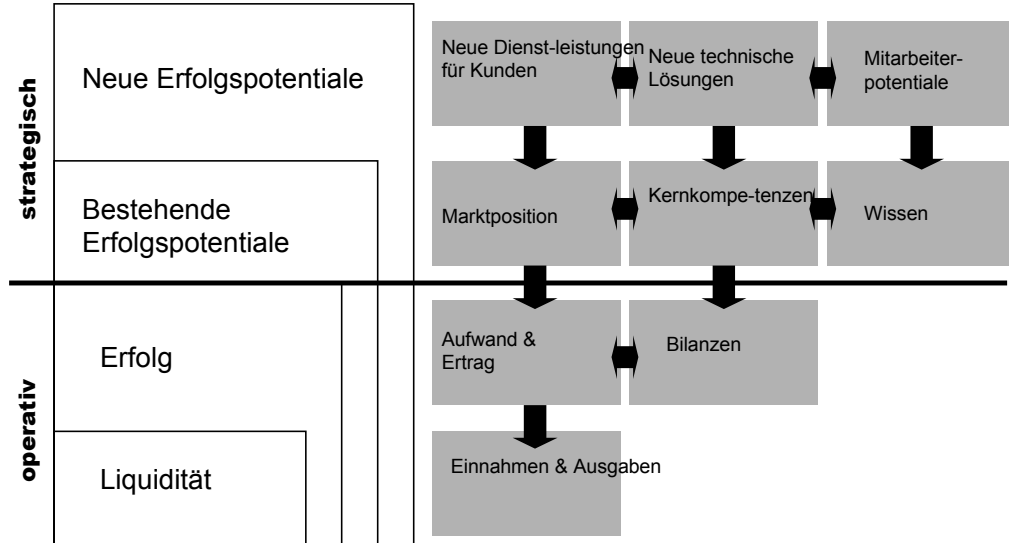 strategisch
Neue Erfolgspotentiale
Neue Dienst-leistungen
für Kunden
Neue technische
Lösungen
Mitarbeiter-
potentiale
Bestehende
Erfolgspotentiale
Marktposition
Kernkompe-tenzen
Wissen
operativ
Erfolg
Aufwand &
Ertrag
Bilanzen
Liquidität
Einnahmen & Ausgaben